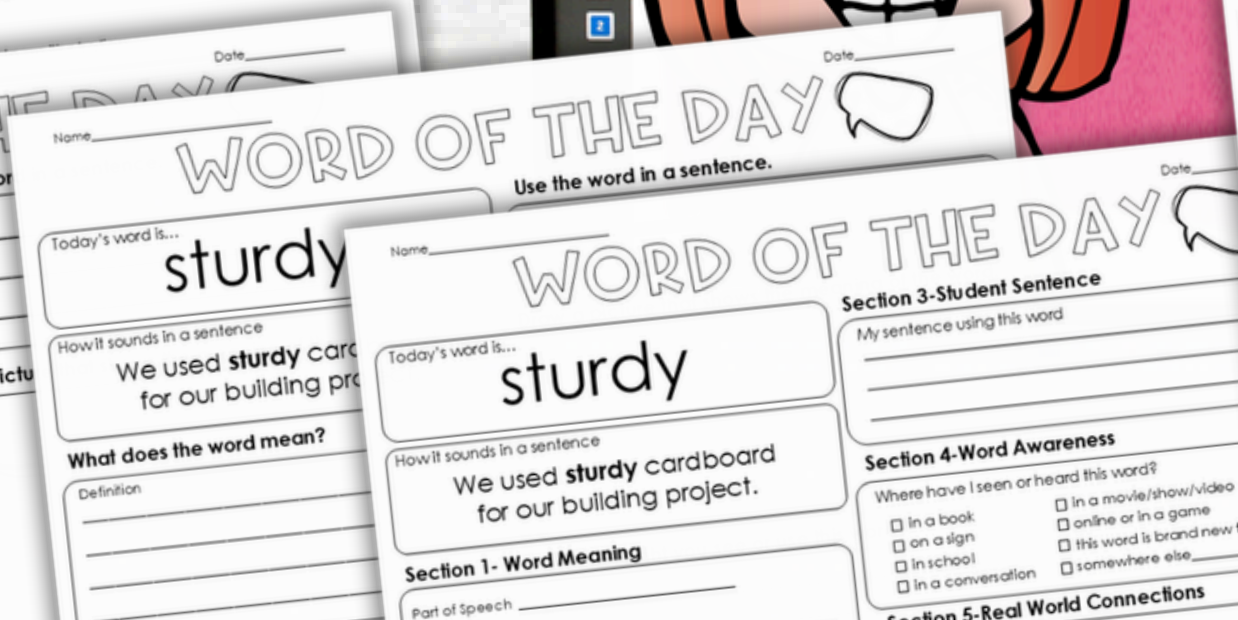 Date
Name
WORD OF THE DAY
Use the word in a sentence.
Today's word is...
sturdy
How it sounds in a sentence
We used sturdy
for our building
What does the word mean?
Definition
Date
Name
WORD OF THE DAY
Today's word is...
sturdy
How it sounds in a sentence
We used sturdy cardboard
for our building project.
Section 1- Word Meaning
Part of Speech
Section 3-Student Sentence
My sentence using this word
Section 4-Word Awareness
Where have I seen or heard this word?
in a book
on a sign
in school
in a conversation
in a movie/show/video
online or in a game
this word is brand new
somewhere else
Section 5-Real World Connections
Date
THE DAY
2